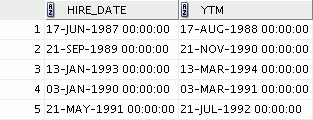 HIRE_DATE YTM
1 17-JUN-1987 00:00:00 17-AUG-1988 00:00:00
2 21-SEP-1989 00:00:00 21-NOV-1990 00:00:00
3 13-JAN-1993 00:00:00 13-MAR-1994 00:00:00
4 03-JAN-1990 00:00:00 03-MAR-1991 00:00:00
5 21-MAY-1991 00:00:00 21-JUL-1992 00:00:00